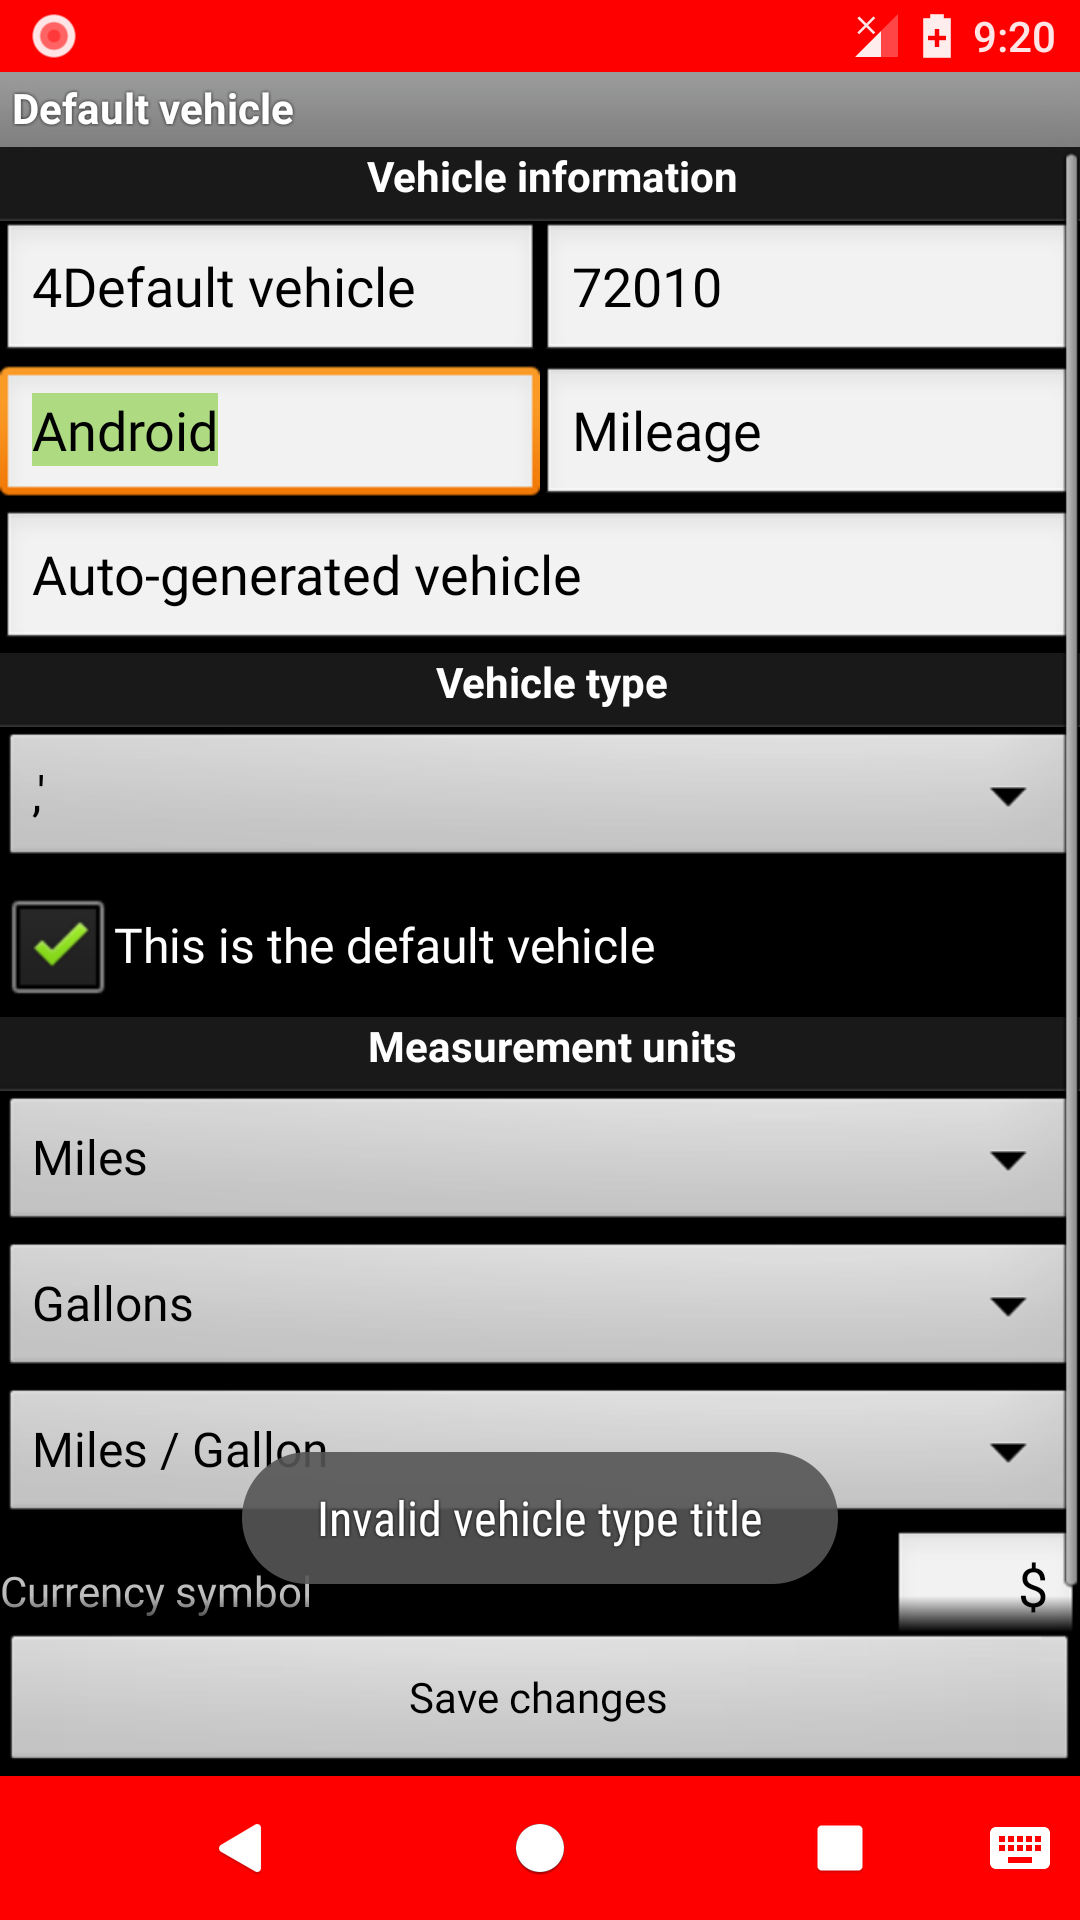 9:20
Default vehicle
Vehicle information
4Default vehicle
72010
Android
Mileage
Auto-generated vehicle
Vehicle type
,'
This is the default vehicle
Measurement units
Miles
Gallons
Miles / Gallon
Invalid vehicle type title
Currency symbol
$
Save changes